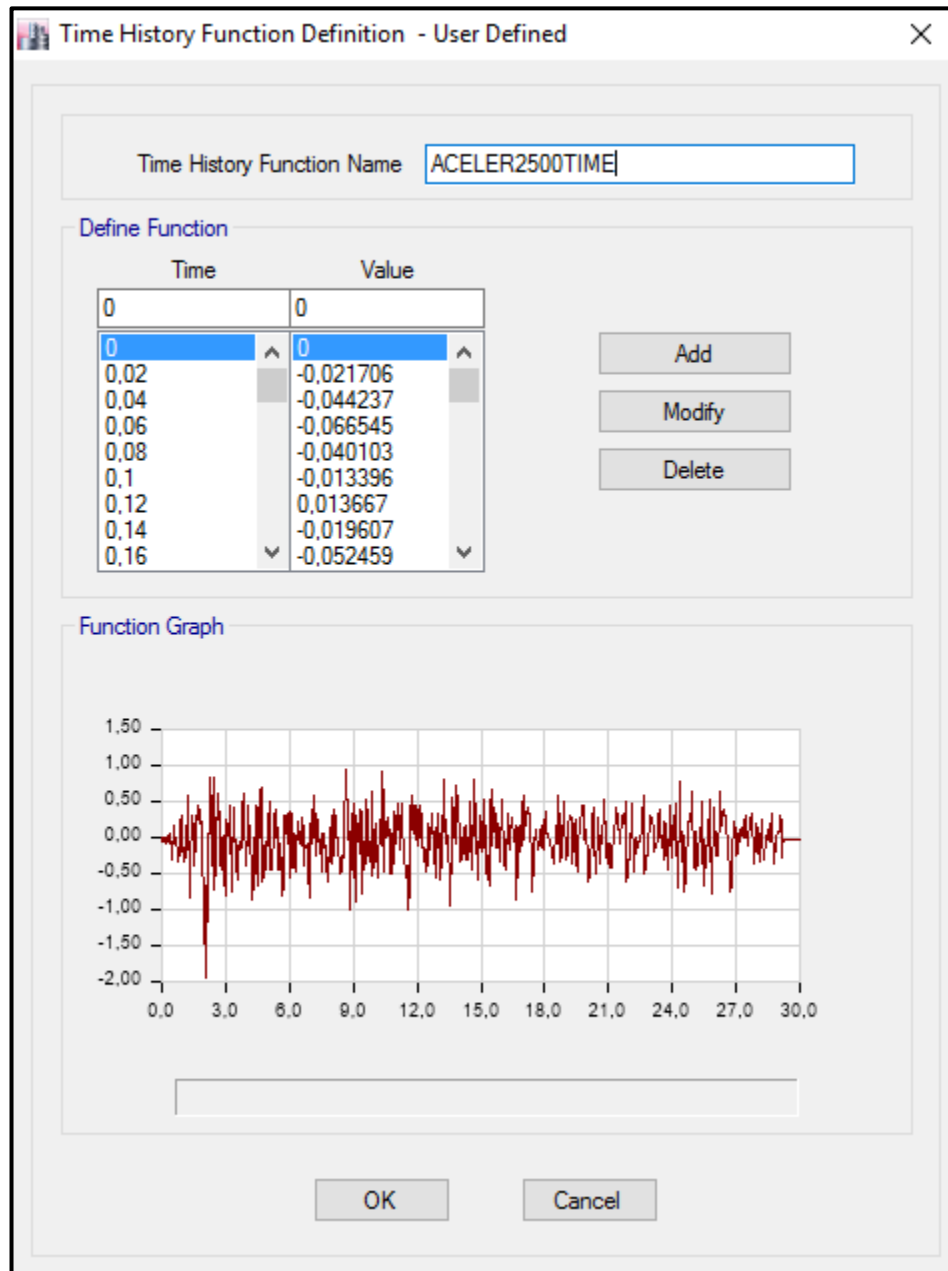 Time History Function Definition - User Defined
Time History Function Name ACELER2500TIME
Define Function
Time Value
0 0
0 0
0,02 -0,021706
0,04 -0,044237
0,06 -0,066545
0,08 -0,040103
0,1 -0,013396
0,12 0,013667
0,14 -0,019607
0,16 -0,052459
Add
Modify
Delete
Function Graph
1,50
1,00
0,50
0,00
-0,50
-1,00
-1,50
-2,00
0,0 3,0 6,0 9,0 12,0 15,0 18,0 21,0 24,0 27,0 30,0
OK Cancel